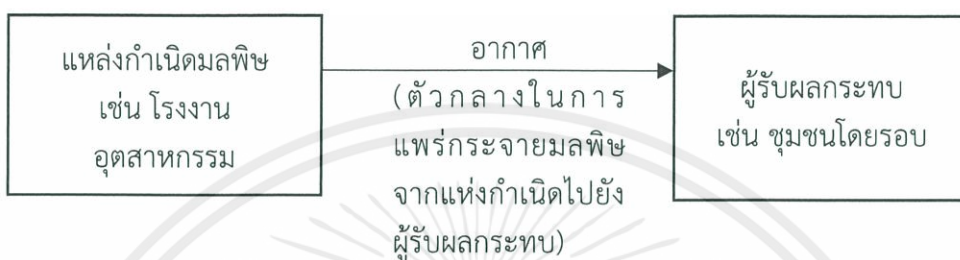 แหล่งกำเนิดมลพิษ
เช่น โรงงาน
อุตสาหกรรม
อากาศ
(ตัวกลางในการ
แพร่กระจายมลพิษ
จากแห่งกำเนิดไปยัง
ผู้รับผลกระทบ)
ผู้รับผลกระทบ
เช่น ชุมชนโดยรอบ